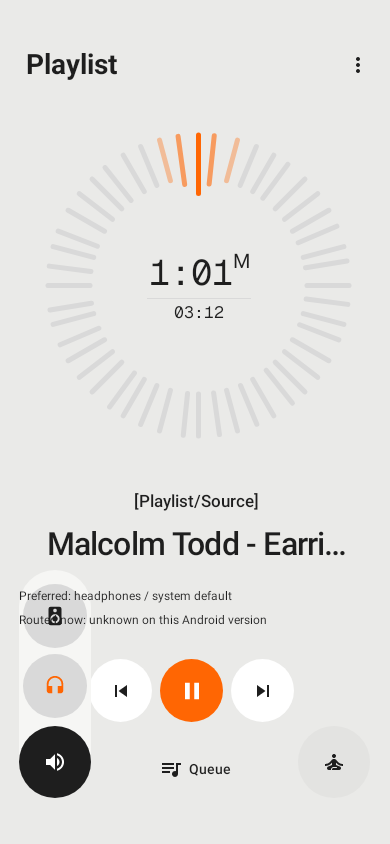 Playlist
1:01M
03:12
[Playlist/Source]
Malcolm Todd - Earri...
Preferred: headphones / system default
Route now: unknown on this Android version
Queue